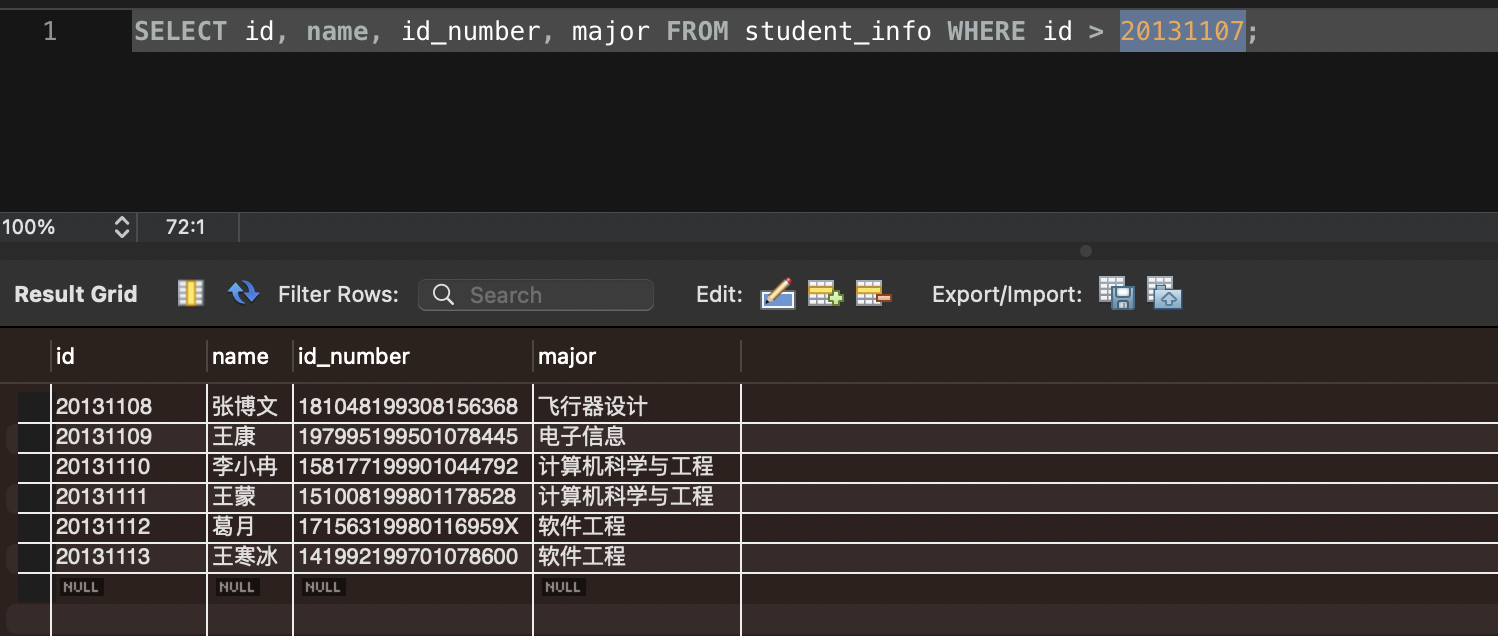 1 SELECT id, name, id_number, major FROM student_info WHERE id > 20131107;
100% 72:1
Result Grid Filter Rows: Search Edit: Export/Import:
id name id_number major
20131108 张博文 181048199308156368 飞行器设计
20131109 王康 197995199501078445 电子信息
20131110 李小冉 158177199901044792 计算机科学与工程
20131111 王蒙 151008199801178528 计算机科学与工程
20131112 葛月 17156319980116959X 软件工程
20131113 王寒冰 141992199701078600 软件工程
NULL NULL NULL NULL